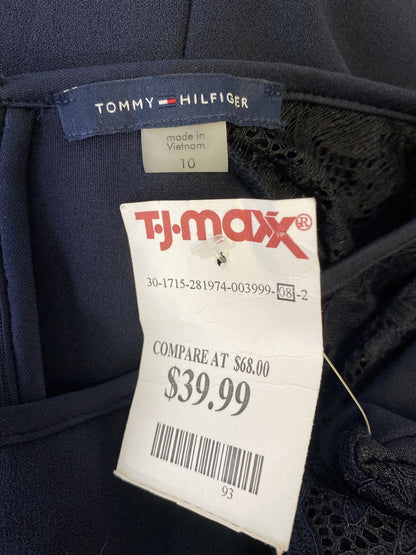 TOMMY HILFIGER
made in
Vietnam
10
T·J·maxx®
30-1715-281974-003999-08-2
COMPARE AT $68.00
$39.99
93